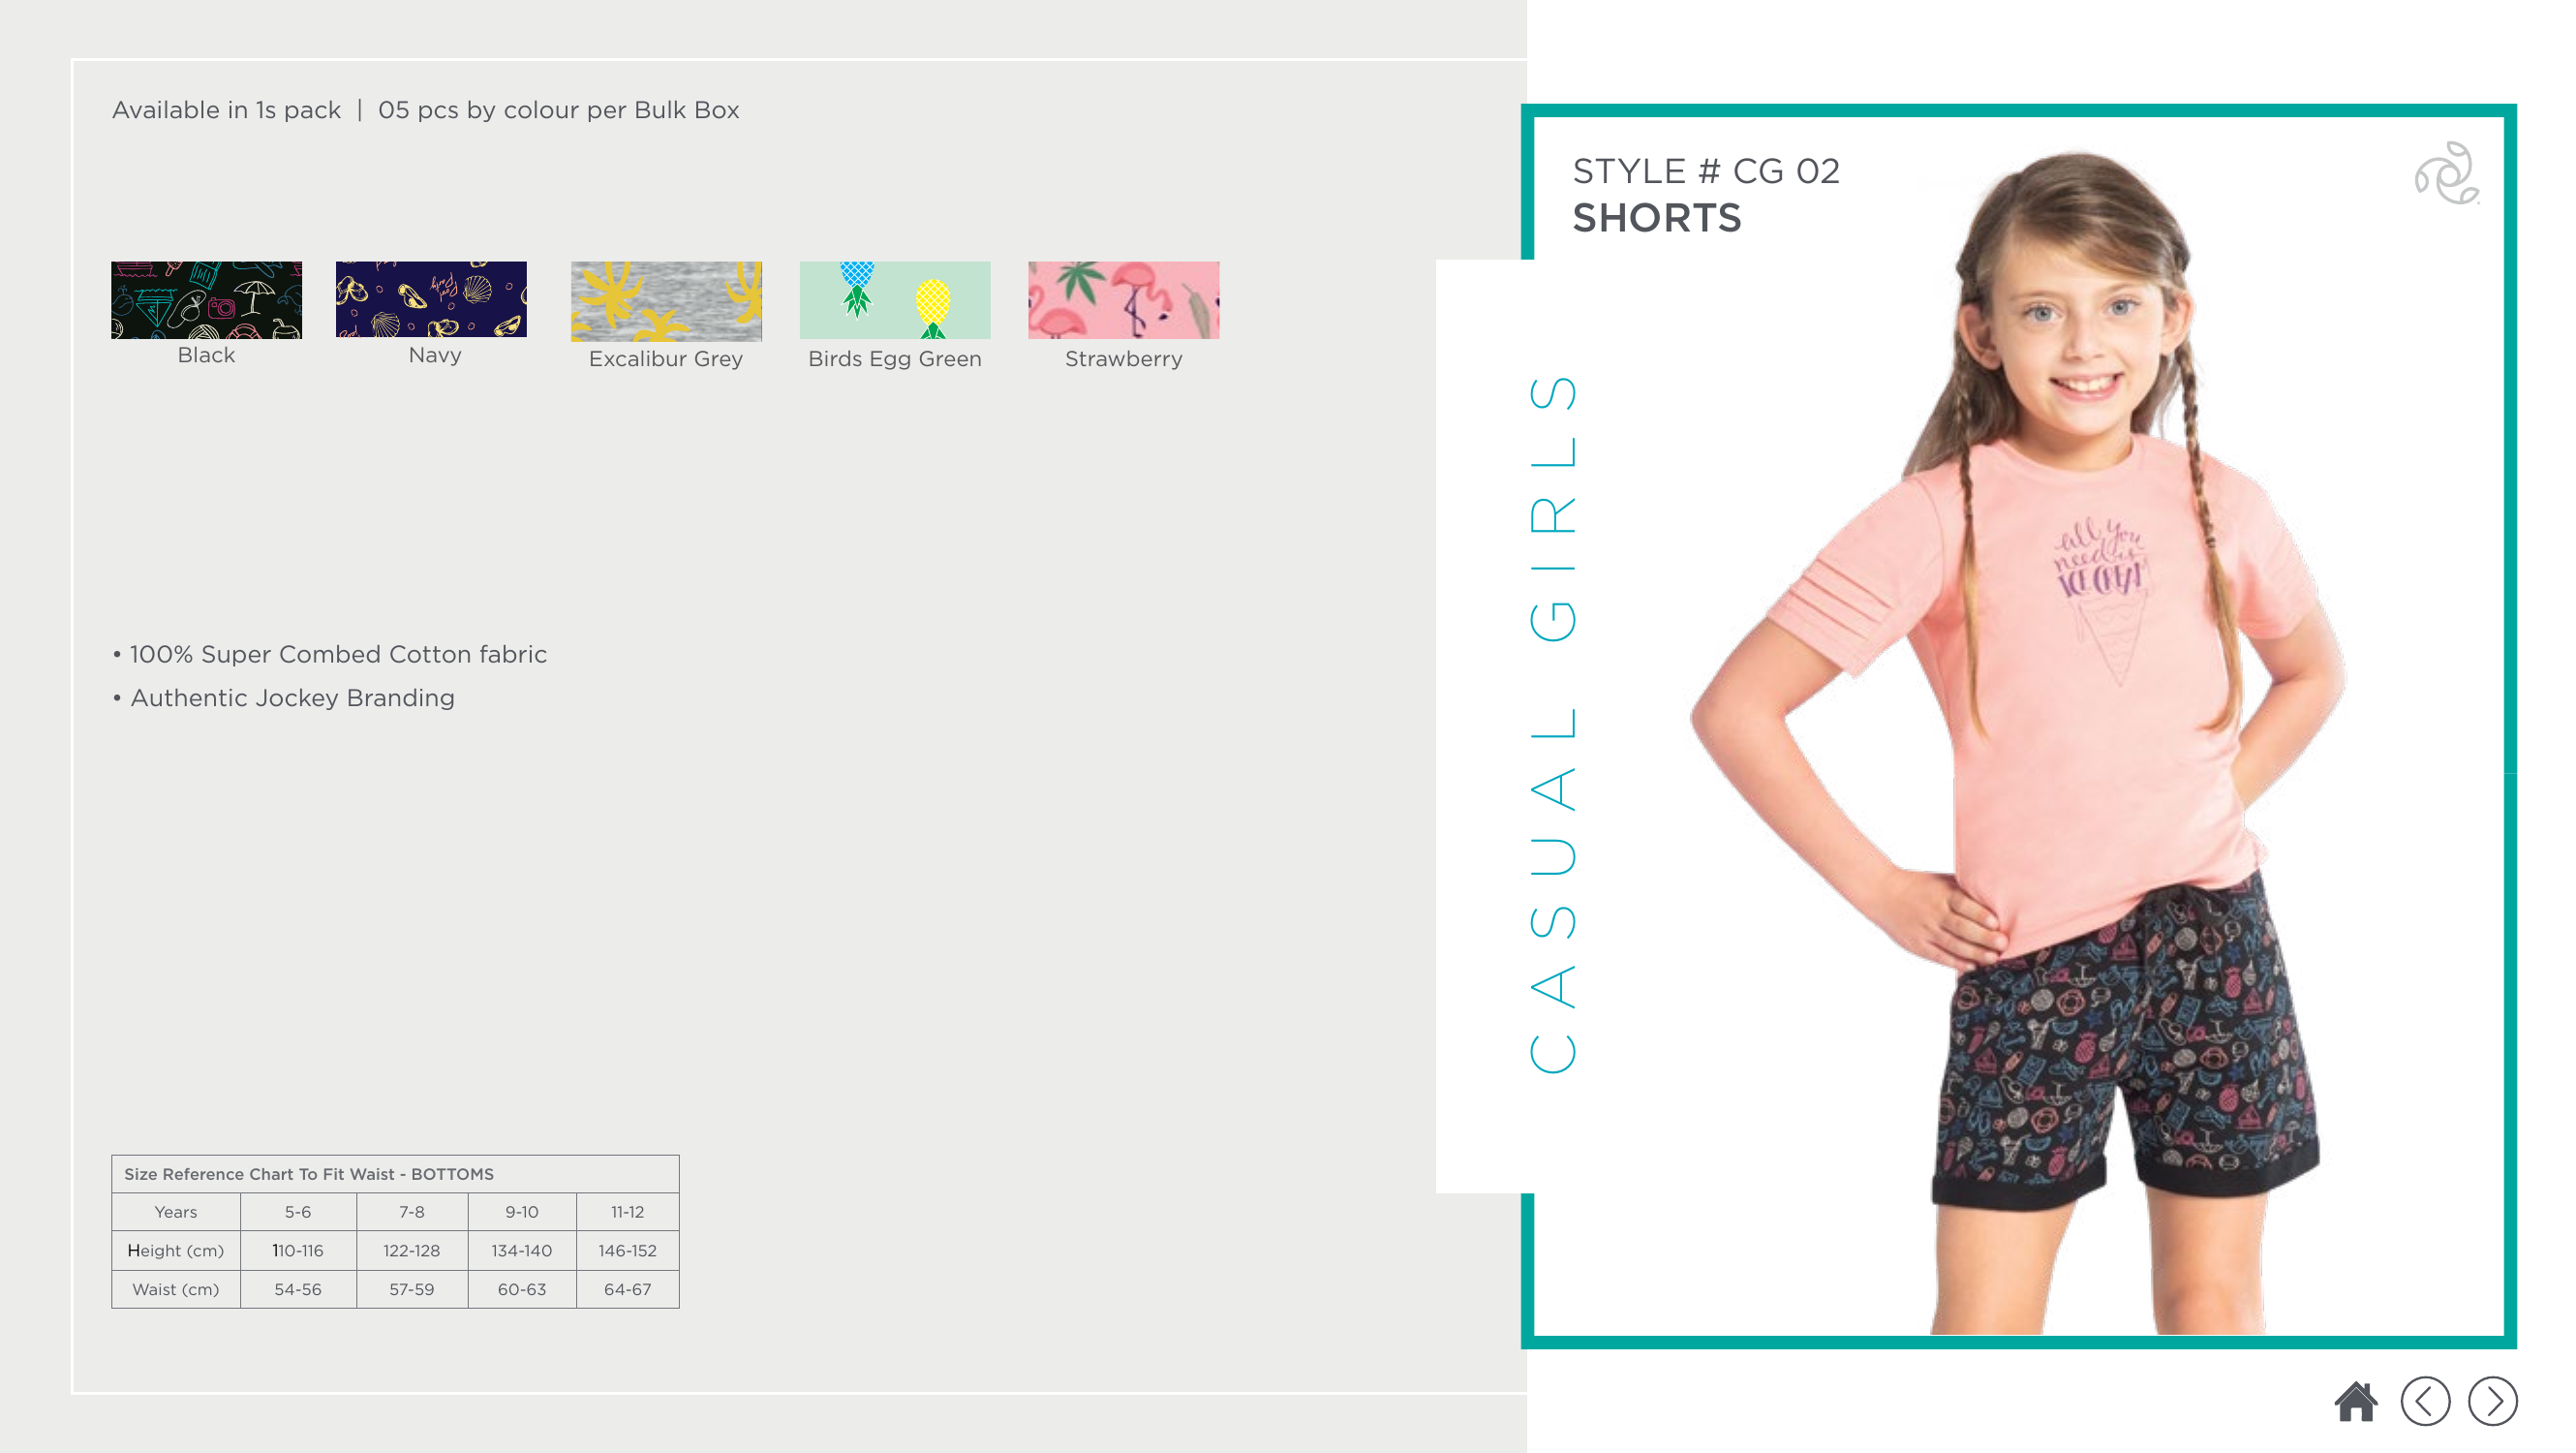 Available in 1s pack | 05 pcs by colour per Bulk Box
Black
Navy
Excalibur Grey
Birds Egg Green
Strawberry
• 100% Super Combed Cotton fabric
• Authentic Jockey Branding
Size Reference Chart To Fit Waist - BOTTOMS
Years 5-6 7-8 9-10 11-12
Height (cm) 110-116 122-128 134-140 146-152
Waist (cm) 54-56 57-59 60-63 64-67
STYLE # CG 02
SHORTS
CASUAL GIRLS
all you
need is
ICE CREAM